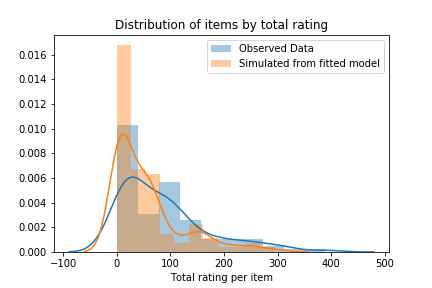 Distribution of items by total rating
Observed Data
Simulated from fitted model
0.016
0.014
0.012
0.010
0.008
0.006
0.004
0.002
0.000
−100 0 100 200 300 400 500
Total rating per item